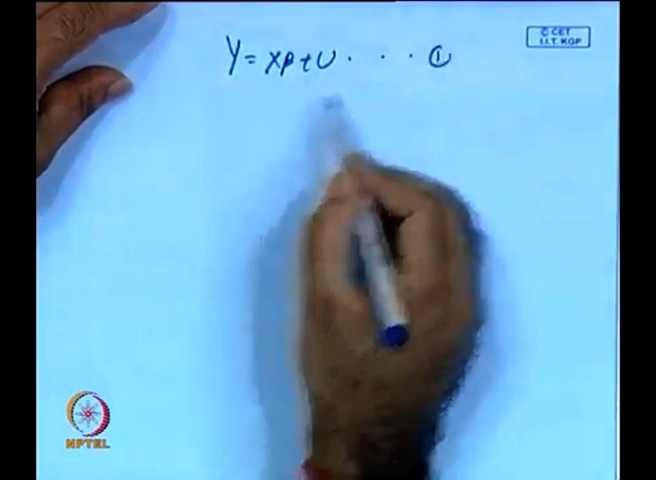 Y = Xβ + U . . . ①
© CET
I.I.T. KGP
NPTEL